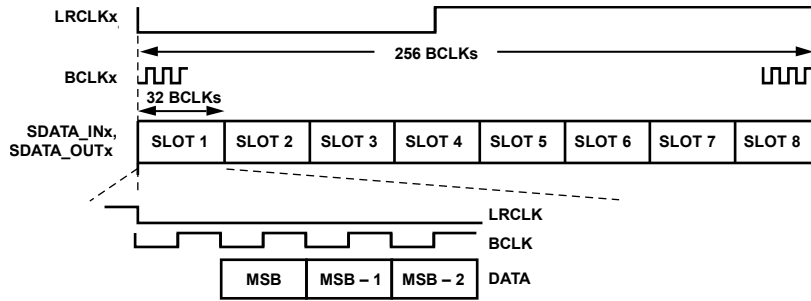 LRCLKx
256 BCLKs
BCLKx
32 BCLKs
SDATA_INx,
SDATA_OUTx
SLOT 1 SLOT 2 SLOT 3 SLOT 4 SLOT 5 SLOT 6 SLOT 7 SLOT 8
LRCLK
BCLK
MSB MSB – 1 MSB – 2 DATA